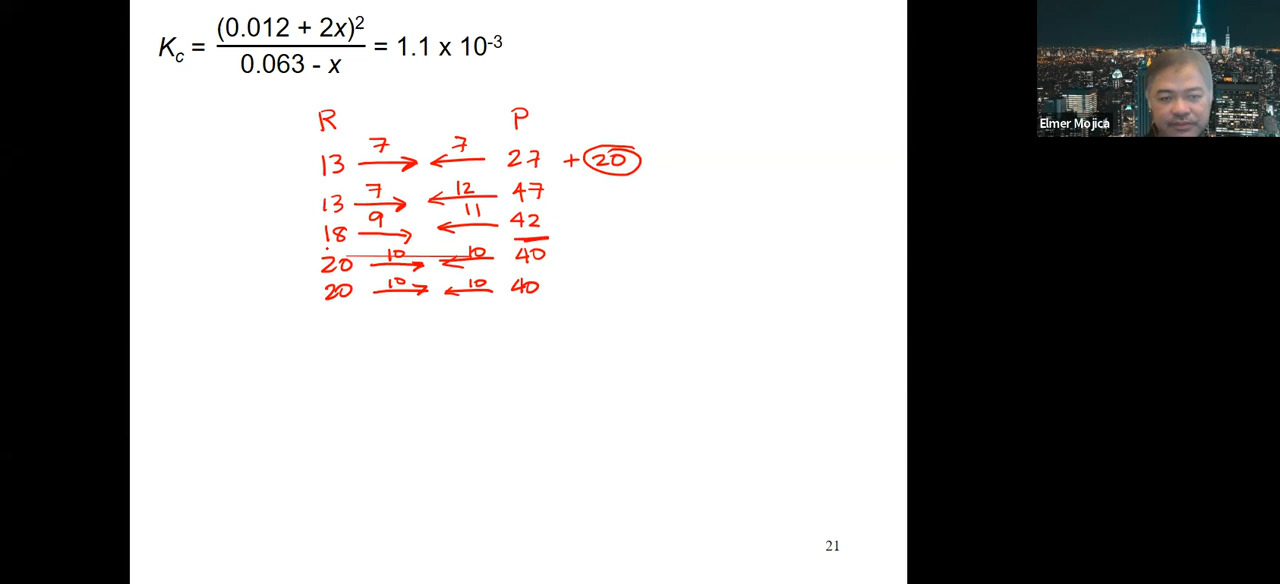 Kc = (0.012 + 2x)² / 0.063 - x = 1.1 x 10⁻³
Elmer Mojica
R P
13 7 7 27 + 20
13 7 12 47
18 9 11 42
20 10 10 40
20 10 10 40
21